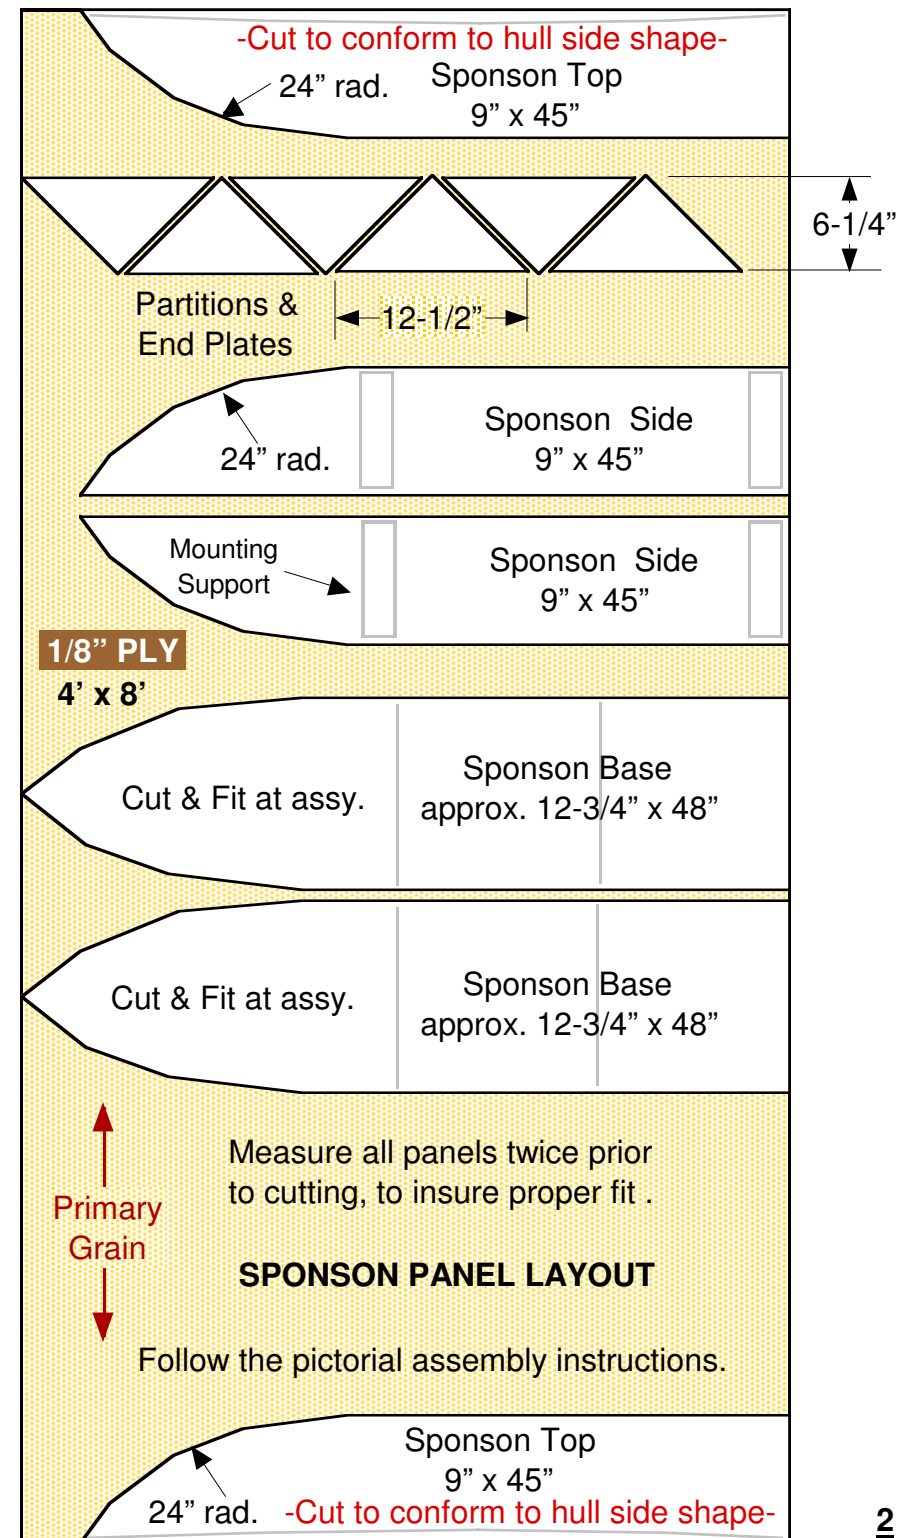 -Cut to conform to hull side shape-
24” rad.
Sponson Top
9” x 45”
6-1/4”
Partitions &
End Plates
12-1/2”
Sponson  Side
9” x 45”
24” rad.
Mounting
Support
Sponson  Side
9” x 45”
1/8” PLY
4’ x 8’
Sponson Base
approx. 12-3/4” x 48”
Cut & Fit at assy.
Sponson Base
approx. 12-3/4” x 48”
Cut & Fit at assy.
Measure all panels twice prior
to cutting, to insure proper fit .
Primary
Grain
SPONSON PANEL LAYOUT
Follow the pictorial assembly instructions.
Sponson Top
9” x 45”
24” rad.
-Cut to conform to hull side shape-
2